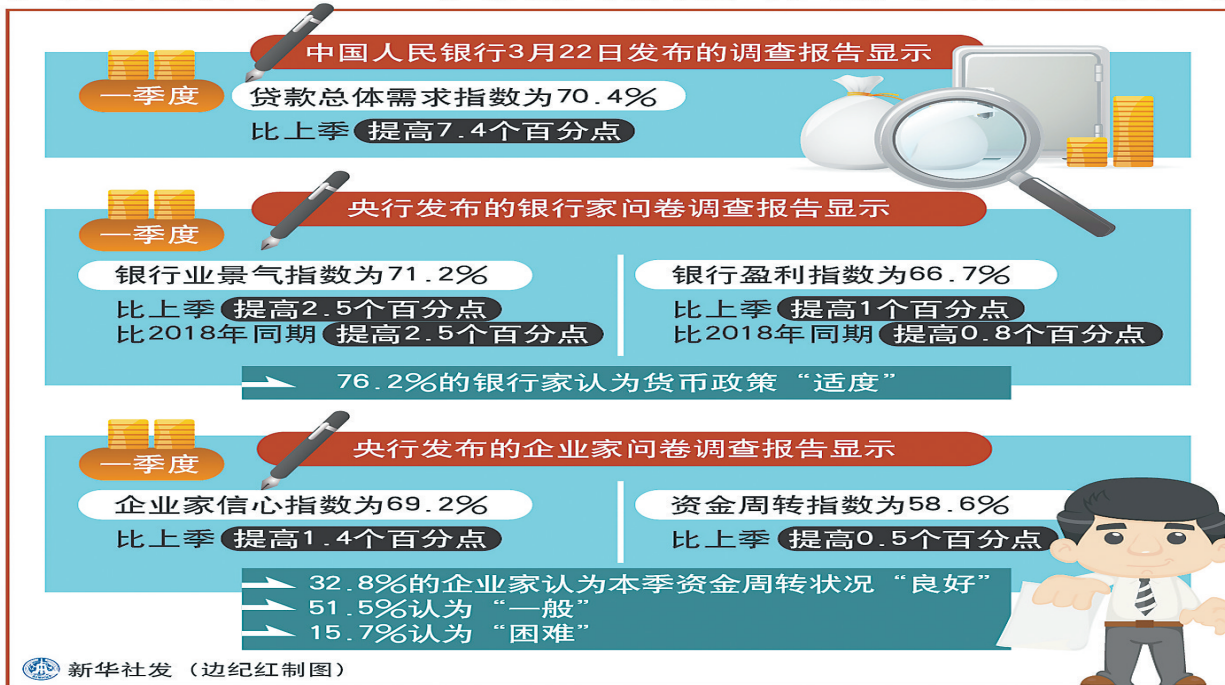 中国人民银行3月22日发布的调查报告显示
一季度
贷款总体需求指数为70.4%
比上季 提高7.4个百分点
央行发布的银行家问卷调查报告显示
一季度
银行业景气指数为71.2%
比上季 提高2.5个百分点
比2018年同期 提高2.5个百分点
银行盈利指数为66.7%
比上季 提高1个百分点
比2018年同期 提高0.8个百分点
76.2%的银行家认为货币政策“适度”
央行发布的企业家问卷调查报告显示
一季度
企业家信心指数为69.2%
比上季 提高1.4个百分点
资金周转指数为58.6%
比上季 提高0.5个百分点
32.8%的企业家认为本季资金周转状况“良好”
51.5%认为“一般”
15.7%认为“困难”
新华社发（边纪红制图）